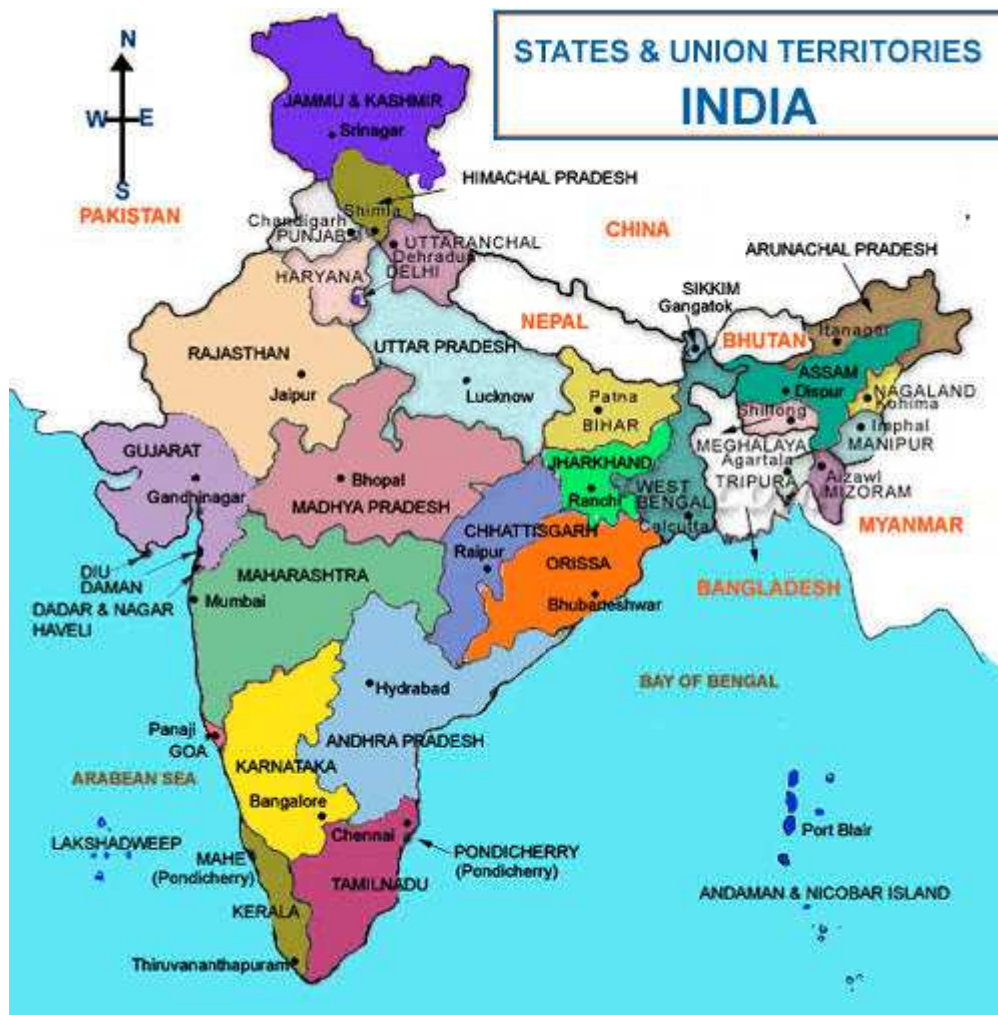 STATES & UNION TERRITORIES
INDIA
N
W
E
S
JAMMU & KASHMIR
Srinagar
HIMACHAL PRADESH
PAKISTAN
Shimla
Chandigarh
PUNJAB
CHINA
UTTARANCHAL
Dehradun
DELHI
HARYANA
ARUNACHAL PRADESH
SIKKIM
Gangatok
NEPAL
BHUTAN
Itanagar
RAJASTHAN
UTTAR PRADESH
ASSAM
Dispur
Jaipur
Lucknow
Patna
BIHAR
NAGALAND
Kohima
Shillong
Imphal
MANIPUR
MEGHALAYA
Agartala
TRIPURA
GUJARAT
Gandhinagar
Bhopal
MADHYA PRADESH
JHARKHAND
Ranchi
WEST
BENGAL
Calcutta
Aizawl
MIZORAM
MYANMAR
CHHATTISGARH
Raipur
ORISSA
Bhubaneshwar
BANGLADESH
DIU
DAMAN
DADAR & NAGAR
HAVELI
MAHARASHTRA
Mumbai
BAY OF BENGAL
Hydrabad
ANDHRA PRADESH
Panaji
GOA
KARNATAKA
ARABEAN SEA
Bangalore
Chennai
LAKSHADWEEP
MAHE
(Pondicherry)
PONDICHERRY
(Pondicherry)
Port Blair
TAMILNADU
ANDAMAN & NICOBAR ISLAND
KERALA
Thiruvananthapuram